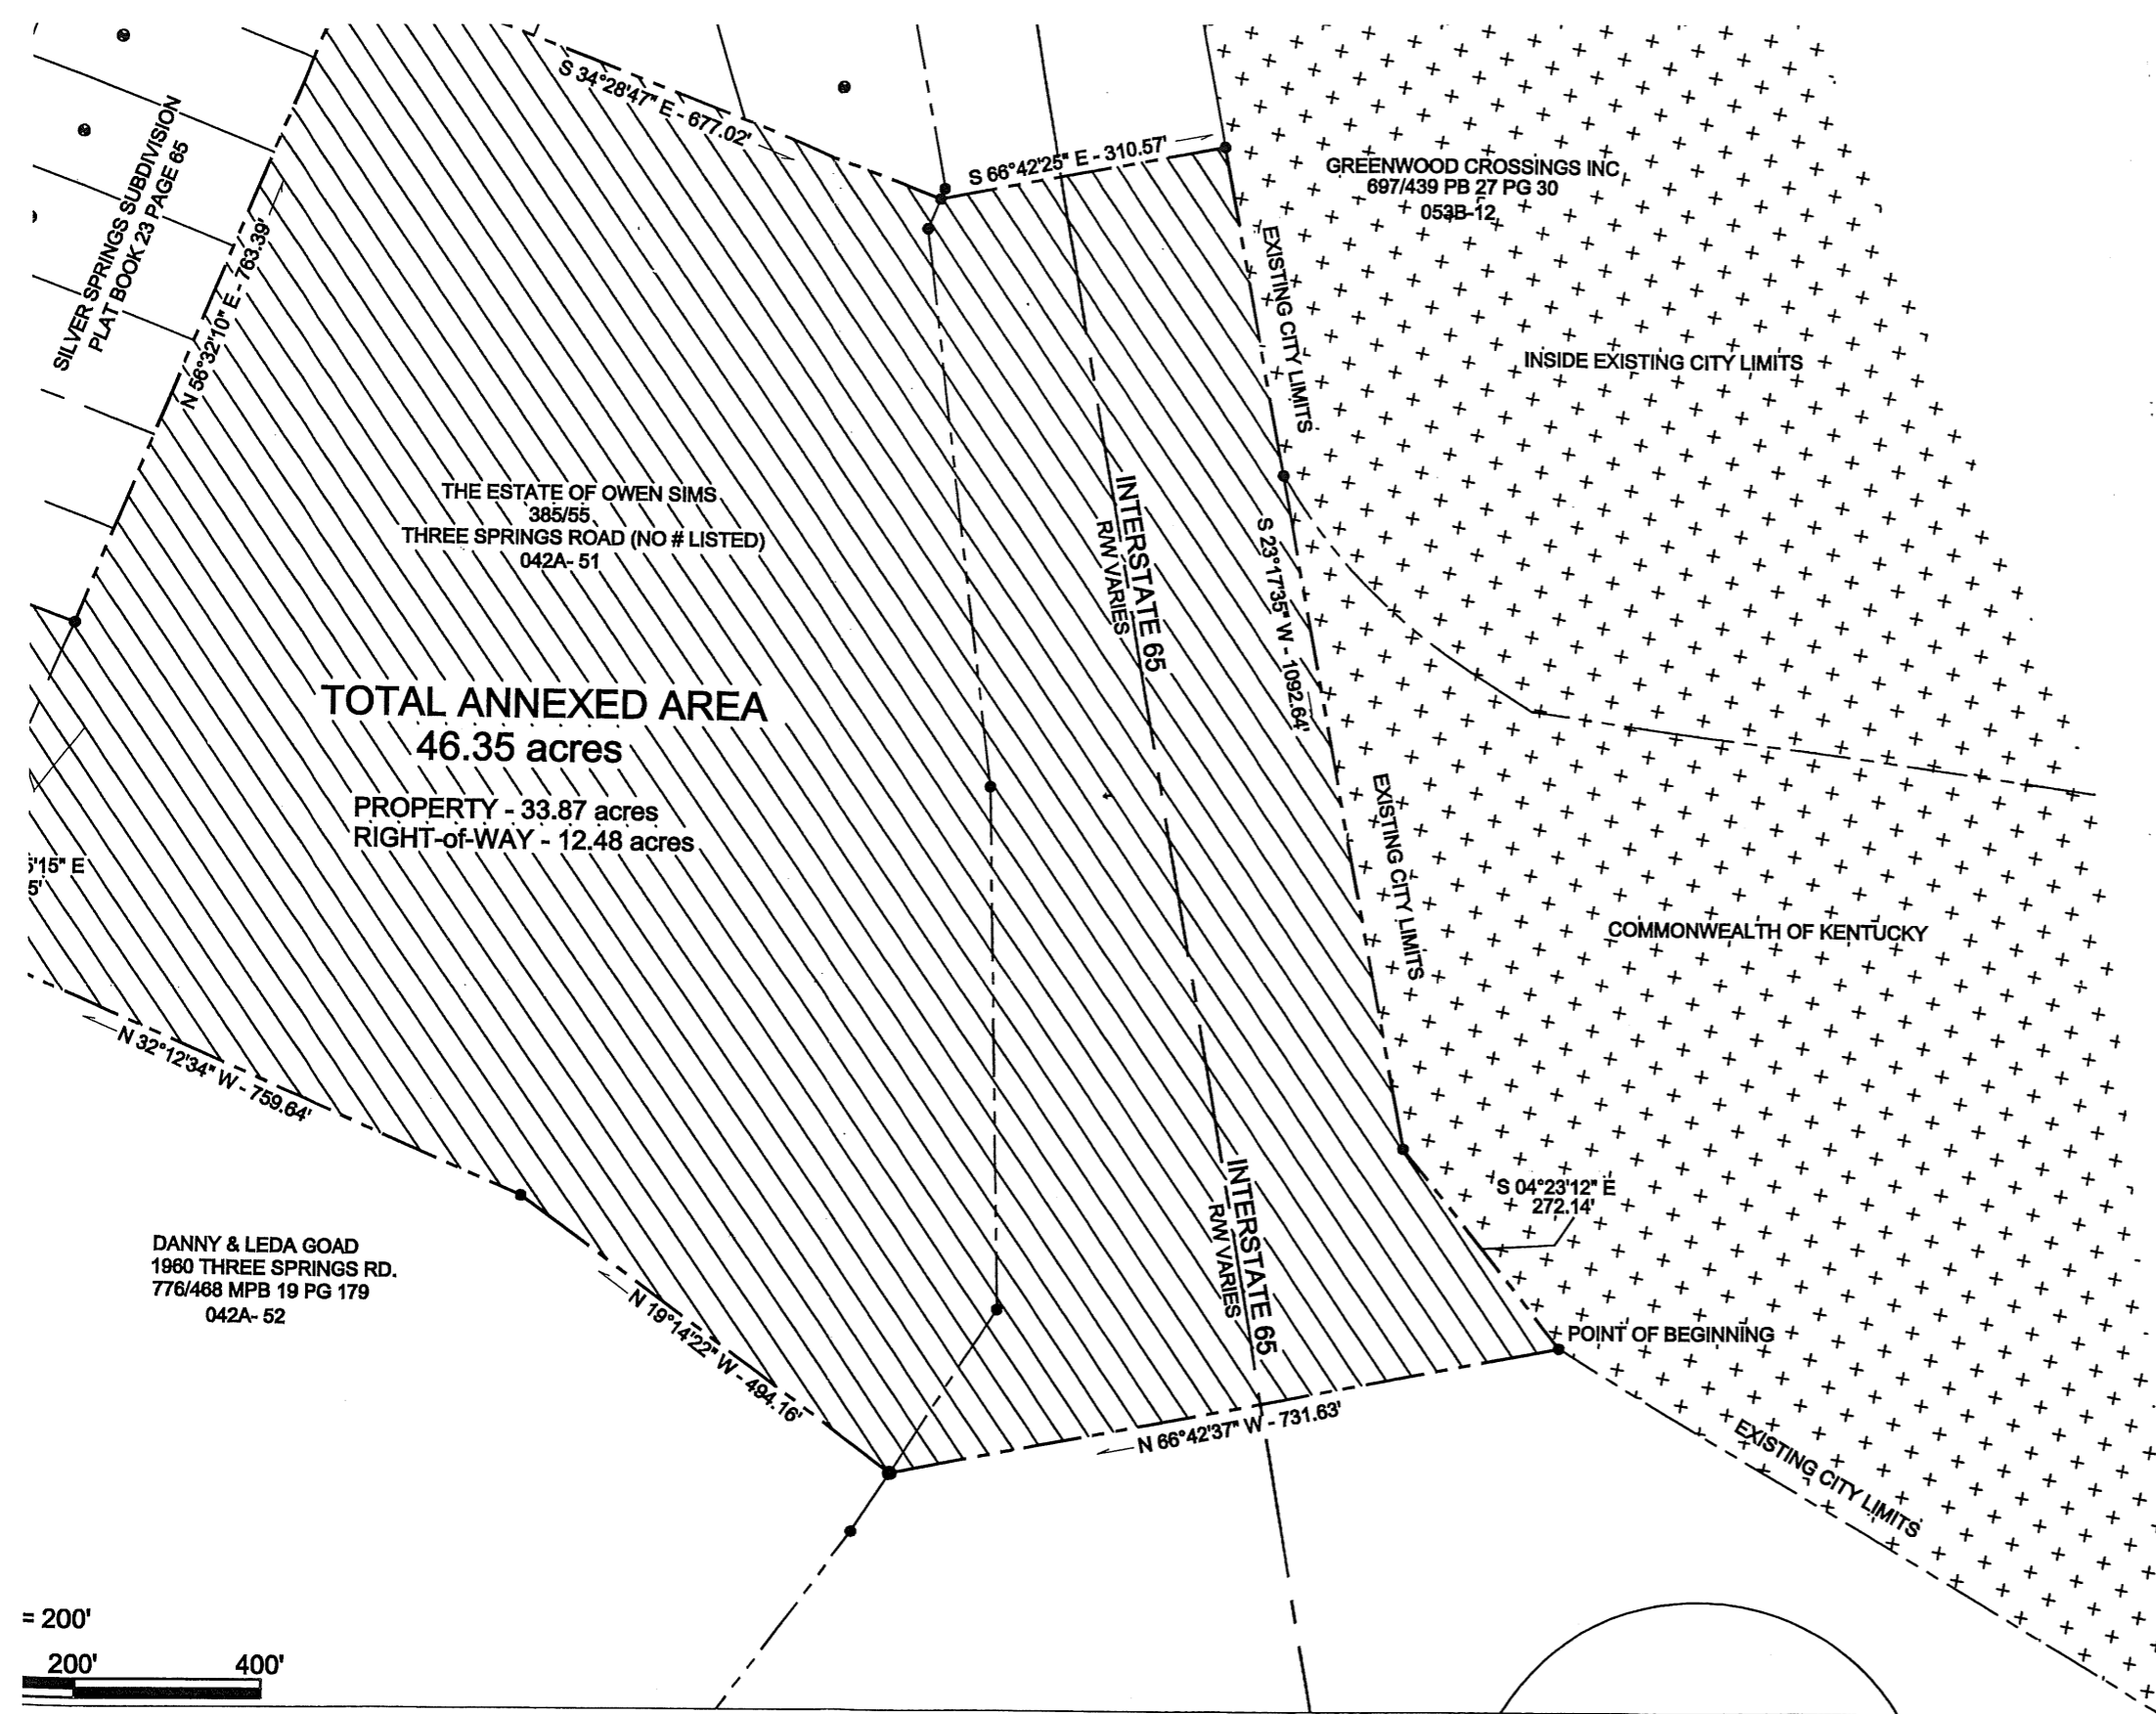 S 34°28'47" E - 677.02'
S 66°42'25" E - 310.57'
GREENWOOD CROSSINGS INC
697/439 PB 27 PG 30
053B-12
SILVER SPRINGS SUBDIVISION
PLAT BOOK 23 PAGE 65
N 56°32'10" E - 763.39'
EXISTING CITY LIMITS
INSIDE EXISTING CITY LIMITS
THE ESTATE OF OWEN SIMS
385/55
THREE SPRINGS ROAD (NO # LISTED)
042A- 51
INTERSTATE 65
R/W VARIES
S 23°17'35" W - 1092.64'
TOTAL ANNEXED AREA
46.35 acres
PROPERTY - 33.87 acres
RIGHT-of-WAY - 12.48 acres
EXISTING CITY LIMITS
5'15" E
5'
COMMONWEALTH OF KENTUCKY
N 32°12'34" W - 759.64'
S 04°23'12" E
272.14'
DANNY & LEDA GOAD
1960 THREE SPRINGS RD.
776/468 MPB 19 PG 179
042A- 52
INTERSTATE 65
R/W VARIES
N 19°14'22" W - 494.16'
POINT OF BEGINNING
N 66°42'37" W - 731.63'
EXISTING CITY LIMITS
= 200'
200' 400'